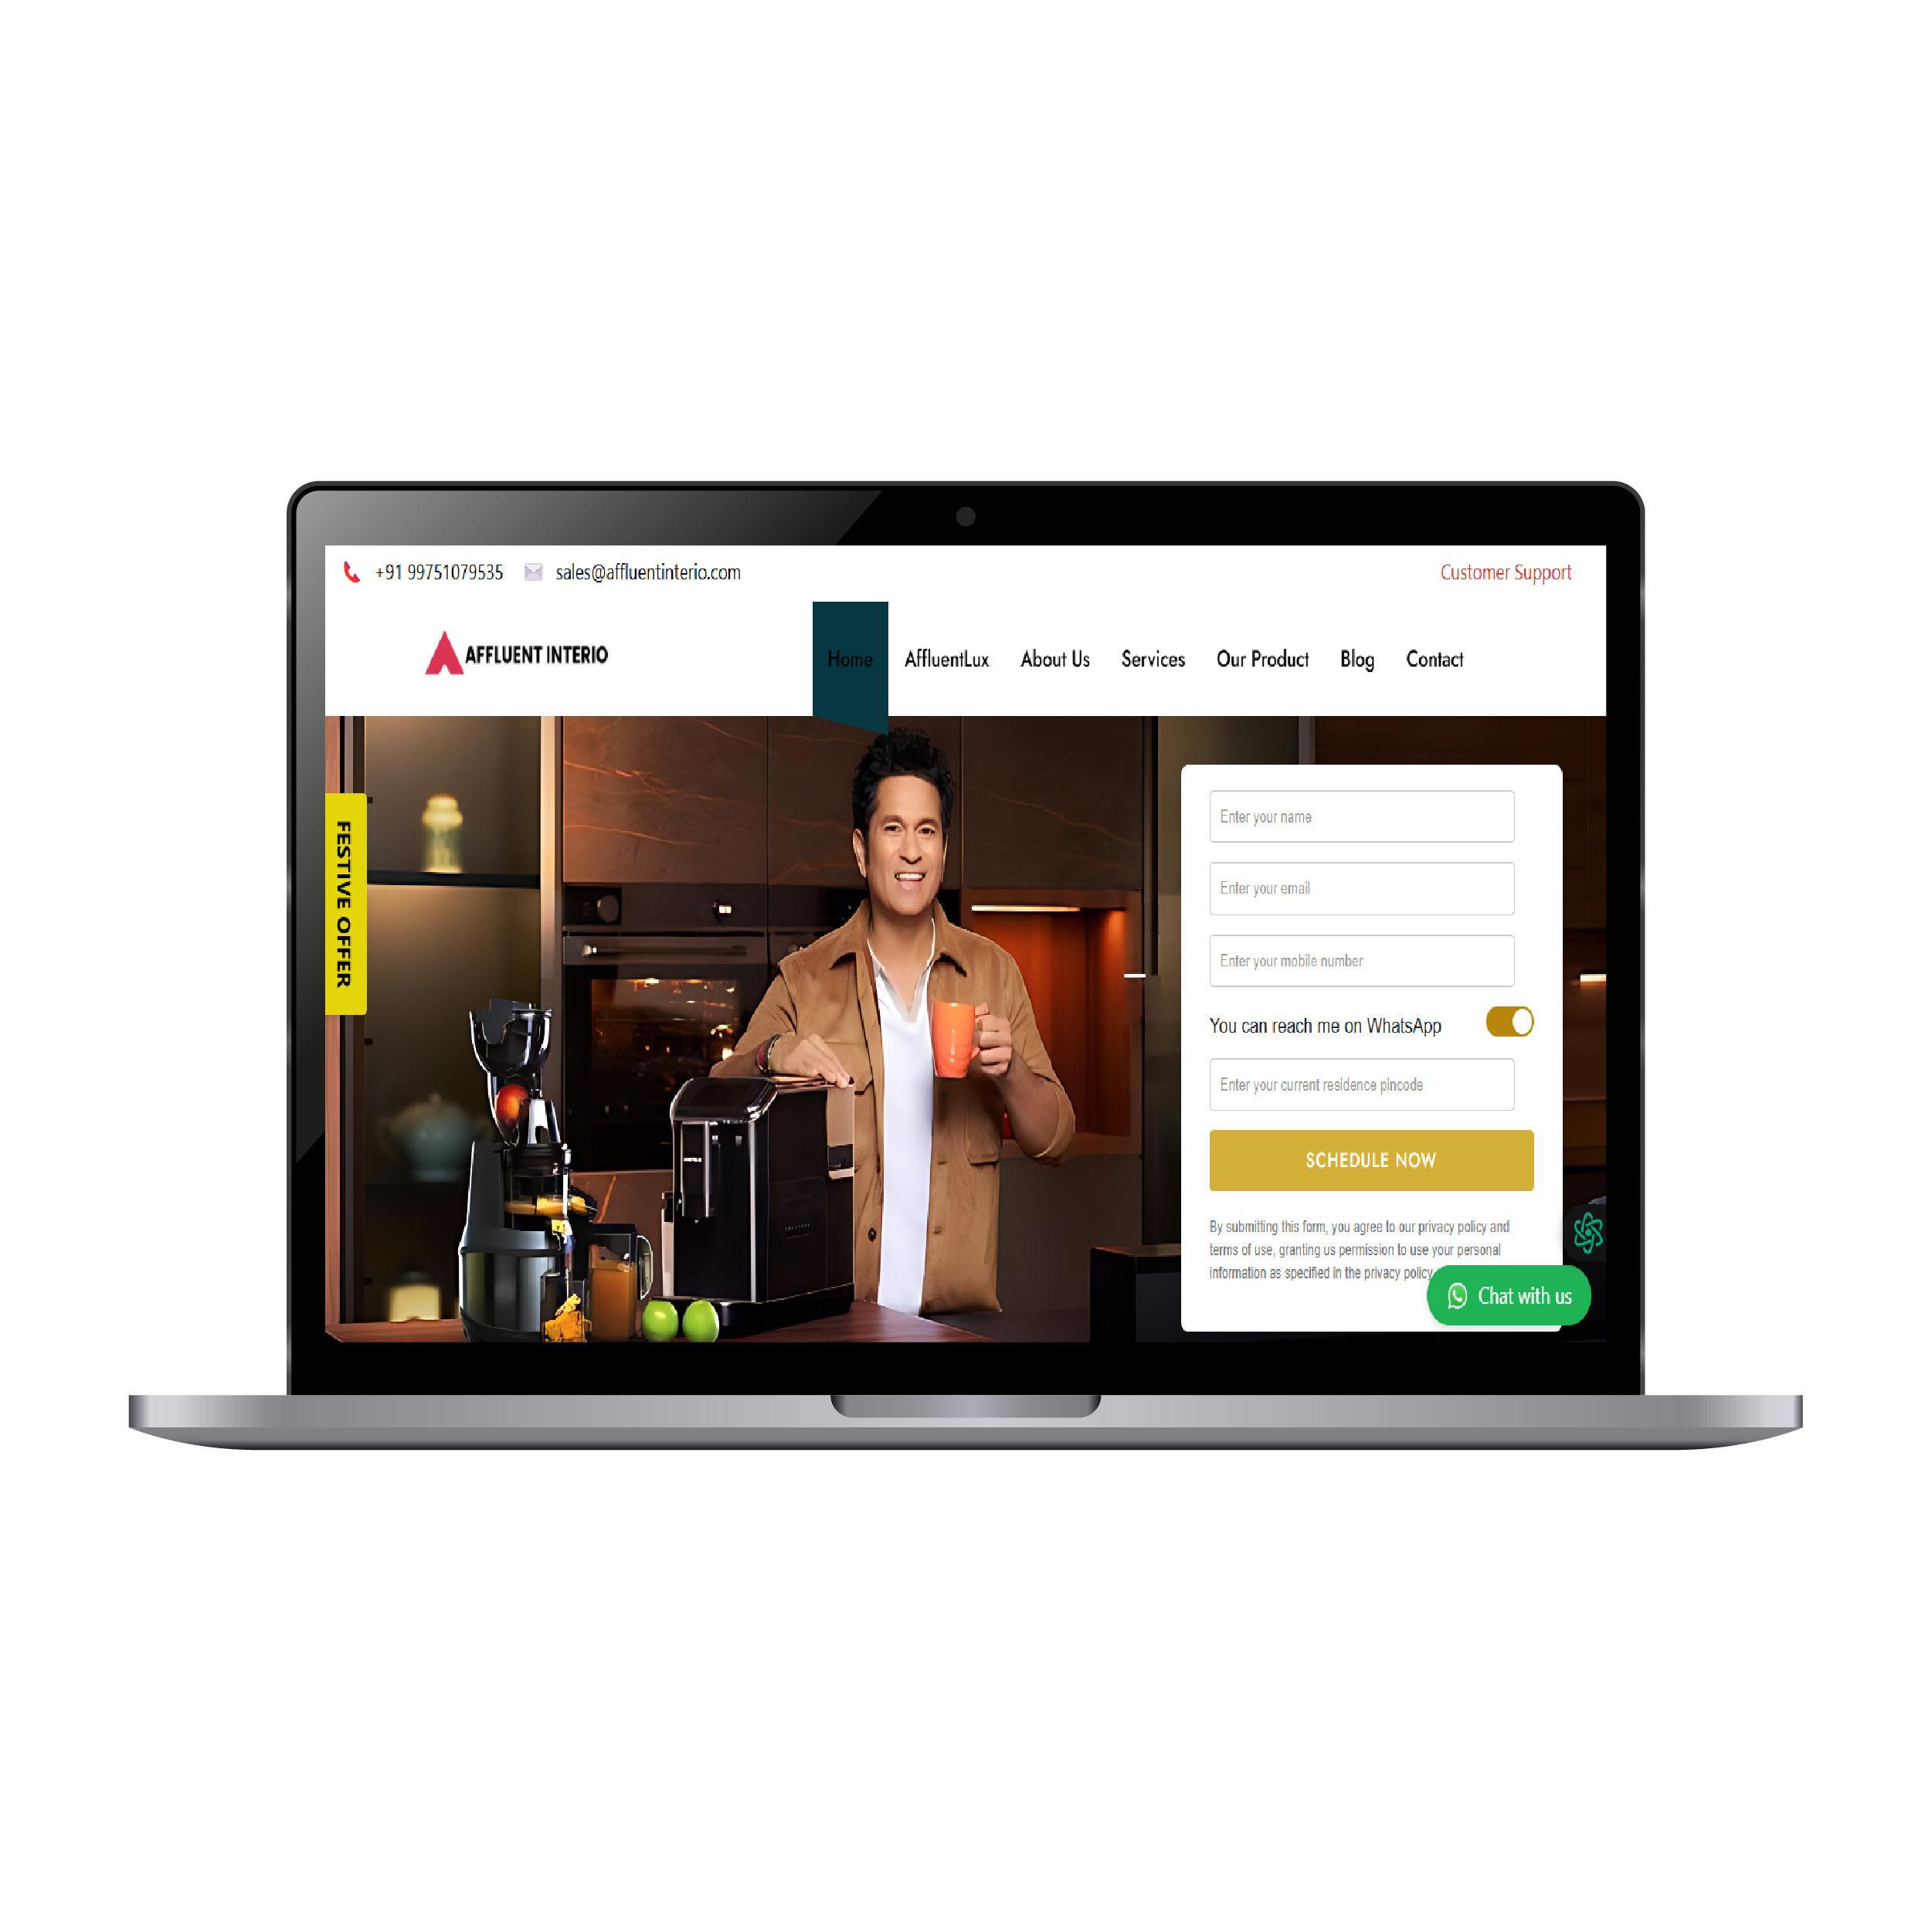 +91 99751079535 sales@affluentinterio.com Customer Support
AFFLUENT INTERIO
Home AffluentLux About Us Services Our Product Blog Contact
FESTIVE OFFER
Enter your name
Enter your email
Enter your mobile number
You can reach me on WhatsApp
Enter your current residence pincode
SCHEDULE NOW
By submitting this form, you agree to our privacy policy and
terms of use, granting us permission to use your personal
information as specified in the privacy policy
Chat with us